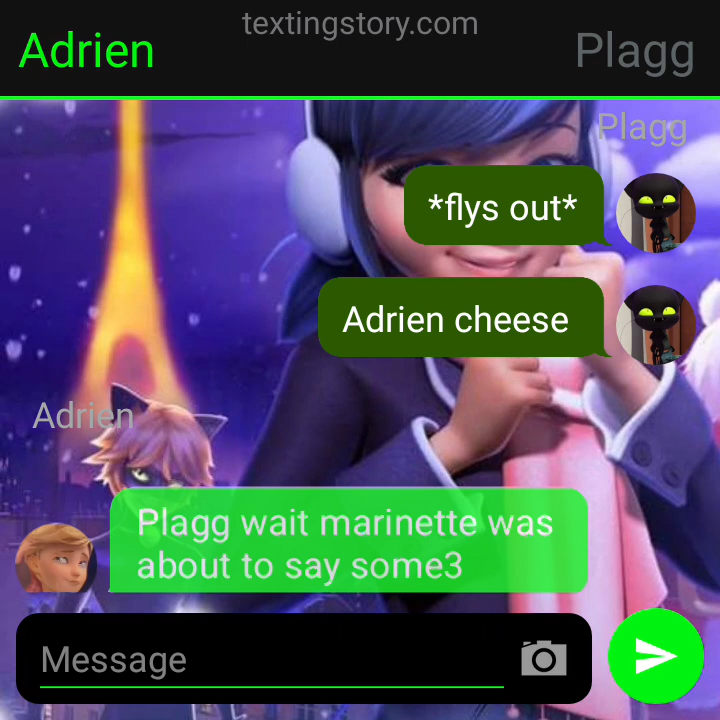 textingstory.com
Adrien
Plagg
Plagg
*flys out*
Adrien cheese
Adrien
Plagg wait marinette was
about to say some3
Message